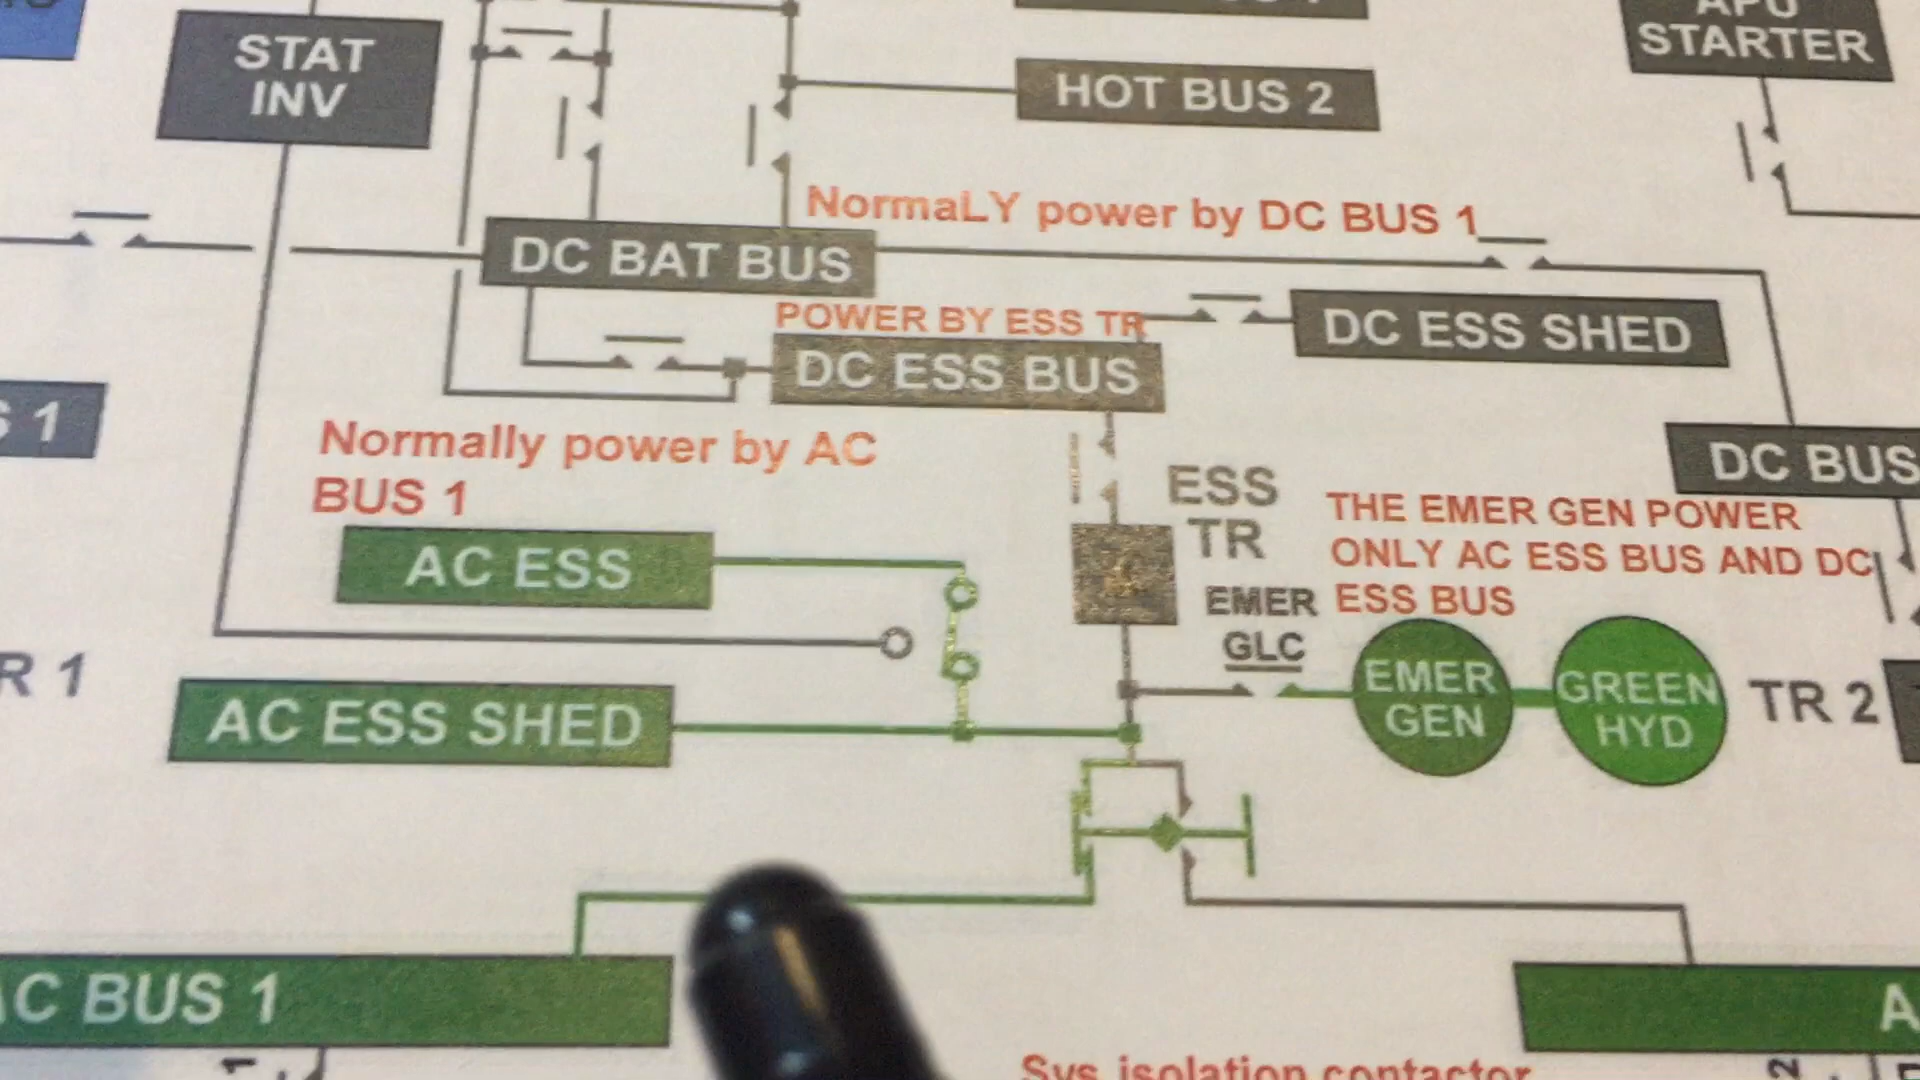 STAT
INV
HOT BUS 2
APU
STARTER
NormaLY power by DC BUS 1
DC BAT BUS
POWER BY ESS TR
DC ESS SHED
DC ESS BUS
S 1
Normally power by AC
BUS 1
DC BUS
ESS
TR
THE EMER GEN POWER
ONLY AC ESS BUS AND DC
ESS BUS
AC ESS
EMER
GLC
R 1
EMER
GEN
GREEN
HYD
TR 2
AC ESS SHED
AC BUS 1
A
1
2
Sys isolation contactor